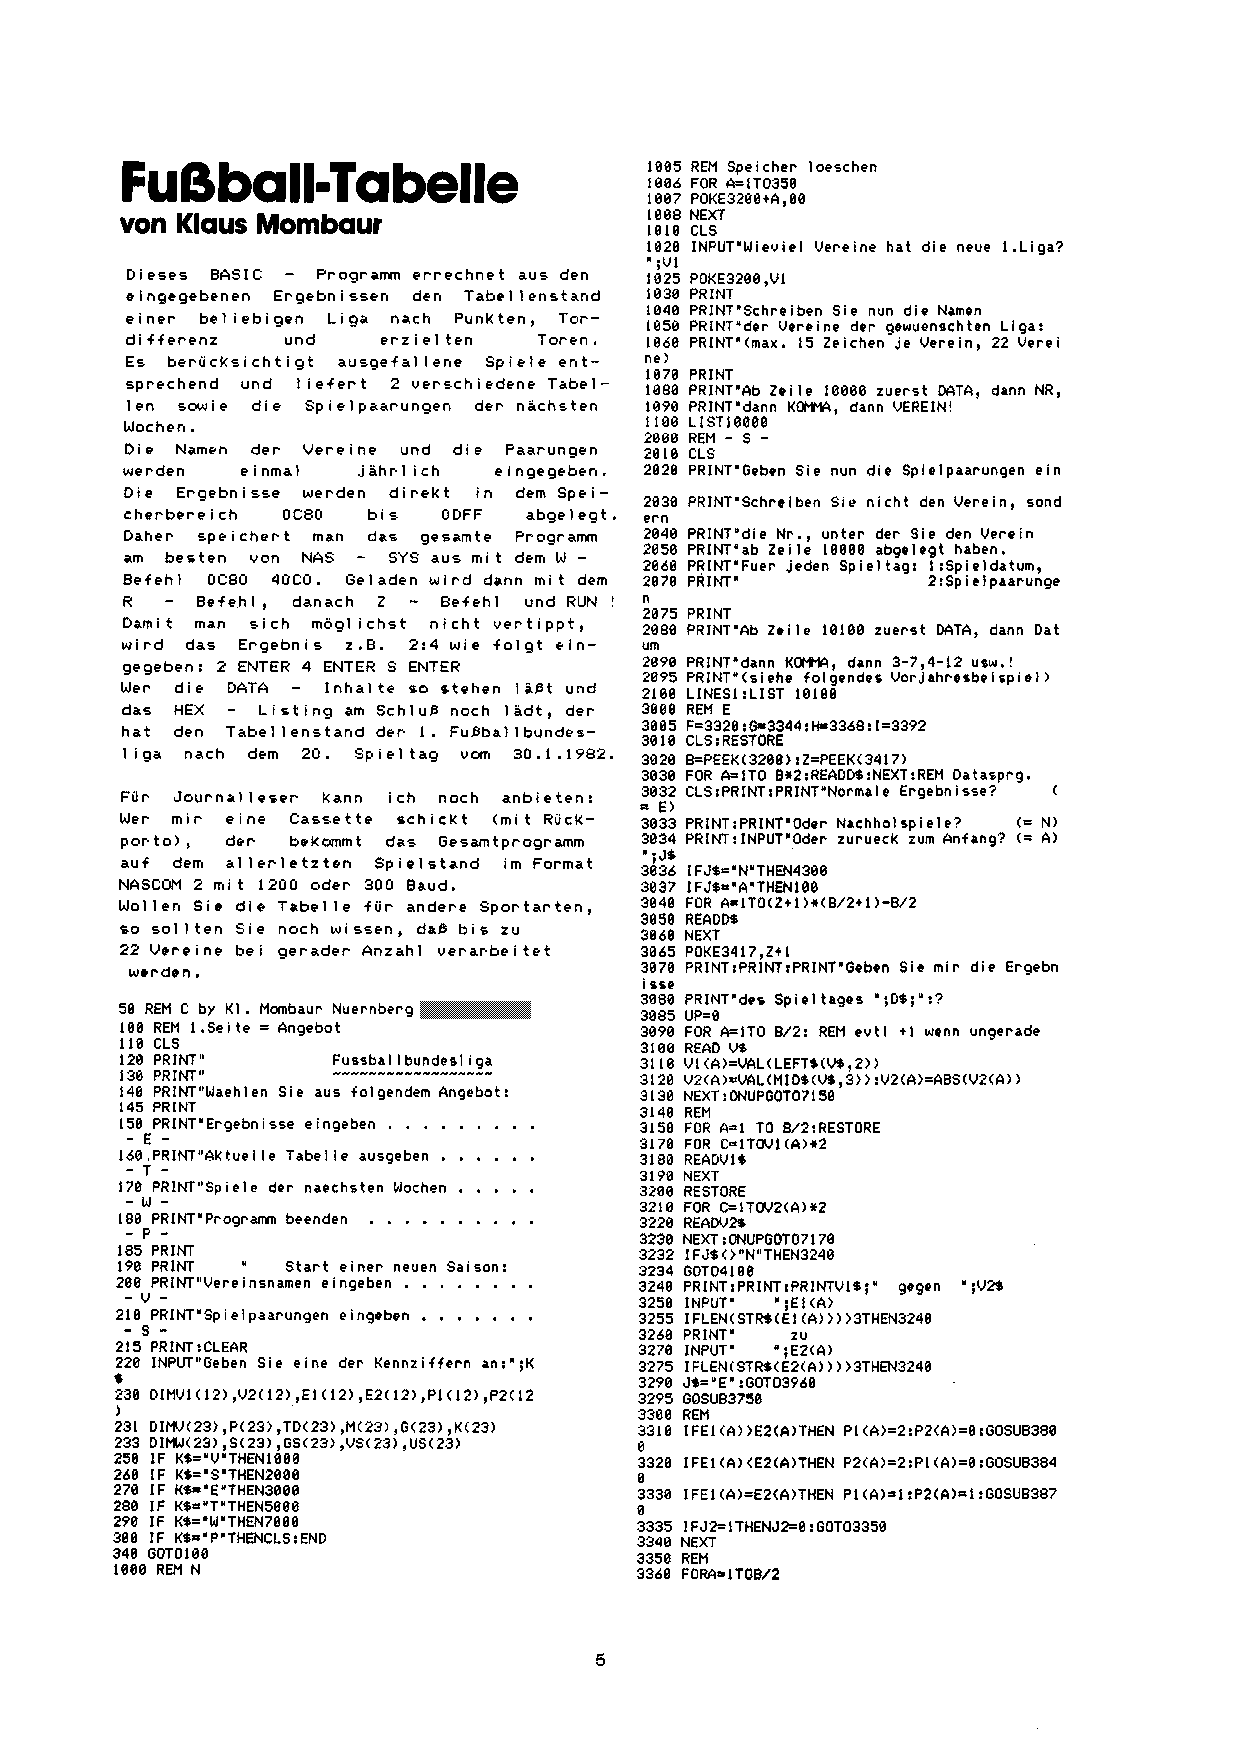 Fußball-Tabelle
von Klaus Mombaur
Dieses BASIC - Programm errechnet aus den
eingegebenen Ergebnissen den Tabellenstand
einer beliebigen Liga nach Punkten, Tor-
differenz und erzielten Toren.
Es berücksichtigt ausgefallene Spiele ent-
sprechend und liefert 2 verschiedene Tabel-
len sowie die Spielpaarungen der nächsten
Wochen.
Die Namen der Vereine und die Paarungen
werden einmal jährlich eingegeben.
Die Ergebnisse werden direkt in dem Spei-
cherbereich 0C80 bis 0DFF abgelegt.
Daher speichert man das gesamte Programm
am besten von NAS - SYS aus mit dem W -
Befehl 0C80 40C0. Geladen wird dann mit dem
R - Befehl, danach Z - Befehl und RUN !
Damit man sich möglichst nicht vertippt,
wird das Ergebnis z.B. 2:4 wie folgt ein-
gegeben: 2 ENTER 4 ENTER S ENTER
Wer die DATA - Inhalte so stehen läßt und
das HEX - Listing am Schluß noch lädt, der
hat den Tabellenstand der 1. Fußballbundes-
liga nach dem 20. Spieltag vom 30.1.1982.
Für Journalleser kann ich noch anbieten:
Wer mir eine Cassette schickt (mit Rück-
porto), der bekommt das Gesamtprogramm
auf dem allerletzten Spielstand im Format
NASCOM 2 mit 1200 oder 300 Baud.
Wollen Sie die Tabelle für andere Sportarten,
so sollten Sie noch wissen, daß bis zu
22 Vereine bei gerader Anzahl verarbeitet
werden.
50 REM C by Kl. Mombaur Nuernberg
100 REM 1.Seite = Angebot
110 CLS
120 PRINT" Fussballbundesliga
130 PRINT" ~~~~~~~~~~~~~~~~~~
140 PRINT"Waehlen Sie aus folgendem Angebot:
145 PRINT
150 PRINT"Ergebnisse eingeben . . . . . . . . .
- E -
160 PRINT"Aktuelle Tabelle ausgeben . . . . . .
- T -
170 PRINT"Spiele der naechsten Wochen . . . . .
- W -
180 PRINT"Programm beenden . . . . . . . . . .
- P -
185 PRINT
190 PRINT " Start einer neuen Saison:
200 PRINT"Vereinsnamen eingeben . . . . . . . .
- V -
210 PRINT"Spielpaarungen eingeben . . . . . . .
- S -
215 PRINT:CLEAR
220 INPUT"Geben Sie eine der Kennziffern an:";K
$
230 DIMV1(12),V2(12),E1(12),E2(12),P1(12),P2(12
)
231 DIMV(23),P(23),TD(23),M(23),G(23),K(23)
233 DIMW(23),S(23),GS(23),VS(23),US(23)
250 IF K$="V"THEN1000
260 IF K$="S"THEN2000
270 IF K$="E"THEN3000
280 IF K$="T"THEN5000
290 IF K$="W"THEN7000
300 IF K$="P"THENCLS:END
340 GOTO100
1000 REM N
1005 REM Speicher loeschen
1006 FOR A=1TO350
1007 POKE3200+A,00
1008 NEXT
1010 CLS
1020 INPUT"Wieviel Vereine hat die neue 1.Liga?
";V1
1025 POKE3200,V1
1030 PRINT
1040 PRINT"Schreiben Sie nun die Namen
1050 PRINT"der Vereine der gewuenschten Liga:
1060 PRINT"(max. 15 Zeichen je Verein, 22 Verei
ne)
1070 PRINT
1080 PRINT"Ab Zeile 10000 zuerst DATA, dann NR,
1090 PRINT"dann KOMMA, dann VEREIN!
1100 LIST10000
2000 REM - S -
2010 CLS
2020 PRINT"Geben Sie nun die Spielpaarungen ein
2030 PRINT"Schreiben Sie nicht den Verein, sond
ern
2040 PRINT"die Nr., unter der Sie den Verein
2050 PRINT"ab Zeile 10000 abgelegt haben.
2060 PRINT"Fuer jeden Spieltag: 1:Spieldatum,
2070 PRINT" 2:Spielpaarunge
n
2075 PRINT
2080 PRINT"Ab Zeile 10100 zuerst DATA, dann Dat
um
2090 PRINT"dann KOMMA, dann 3-7,4-12 usw.!
2095 PRINT"(siehe folgendes Vorjahresbeispiel)
2100 LINES1:LIST 10100
3000 REM E
3005 F=3320:G=3344:H=3368:I=3392
3010 CLS:RESTORE
3020 B=PEEK(3200):Z=PEEK(3417)
3030 FOR A=1TO B*2:READD$:NEXT:REM Datasprg.
3032 CLS:PRINT:PRINT"Normale Ergebnisse? (
= E)
3033 PRINT:PRINT"Oder Nachholspiele? (= N)
3034 PRINT:INPUT"Oder zurueck zum Anfang? (= A)
";J$
3036 IFJ$="N"THEN4300
3037 IFJ$="A"THEN100
3040 FOR A=1TO(Z+1)*(B/2+1)-B/2
3050 READD$
3060 NEXT
3065 POKE3417,Z+1
3070 PRINT:PRINT:PRINT"Geben Sie mir die Ergebn
isse
3080 PRINT"des Spieltages ";D$;":?
3085 UP=0
3090 FOR A=1TO B/2: REM evtl +1 wenn ungerade
3100 READ V$
3110 V1(A)=VAL(LEFT$(V$,2))
3120 V2(A)=VAL(MID$(V$,3)):V2(A)=ABS(V2(A))
3130 NEXT:ONUPGOTO7150
3140 REM
3150 FOR A=1 TO B/2:RESTORE
3170 FOR C=1TOV1(A)*2
3180 READV1$
3190 NEXT
3200 RESTORE
3210 FOR C=1TOV2(A)*2
3220 READV2$
3230 NEXT:ONUPGOTO7170
3232 IFJ$<>"N"THEN3240
3234 GOTO4100
3240 PRINT:PRINT:PRINTV1$;" gegen ";V2$
3250 INPUT" ";E1(A)
3255 IFLEN(STR$(E1(A)))>3THEN3240
3260 PRINT" zu
3270 INPUT" ";E2(A)
3275 IFLEN(STR$(E2(A)))>3THEN3240
3290 J$="E":GOTO3960
3295 GOSUB3750
3300 REM
3310 IFE1(A)>E2(A)THEN P1(A)=2:P2(A)=0:GOSUB380
0
3320 IFE1(A)<E2(A)THEN P2(A)=2:P1(A)=0:GOSUB384
0
3330 IFE1(A)=E2(A)THEN P1(A)=1:P2(A)=1:GOSUB387
0
3335 IFJ2=1THENJ2=0:GOTO3350
3340 NEXT
3350 REM
3360 FORA=1TOB/2
5